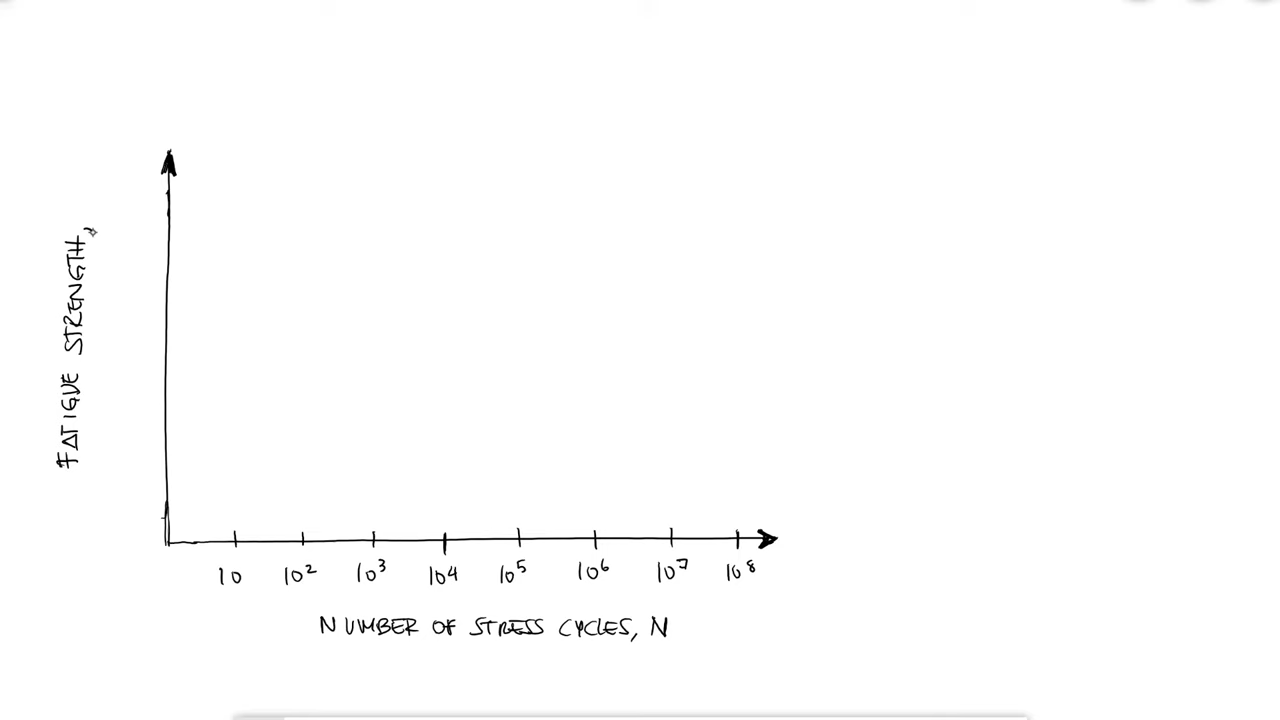 FATIGUE STRENGTH,
10 10² 10³ 10⁴ 10⁵ 10⁶ 10⁷ 10⁸
NUMBER OF STRESS CYCLES, N